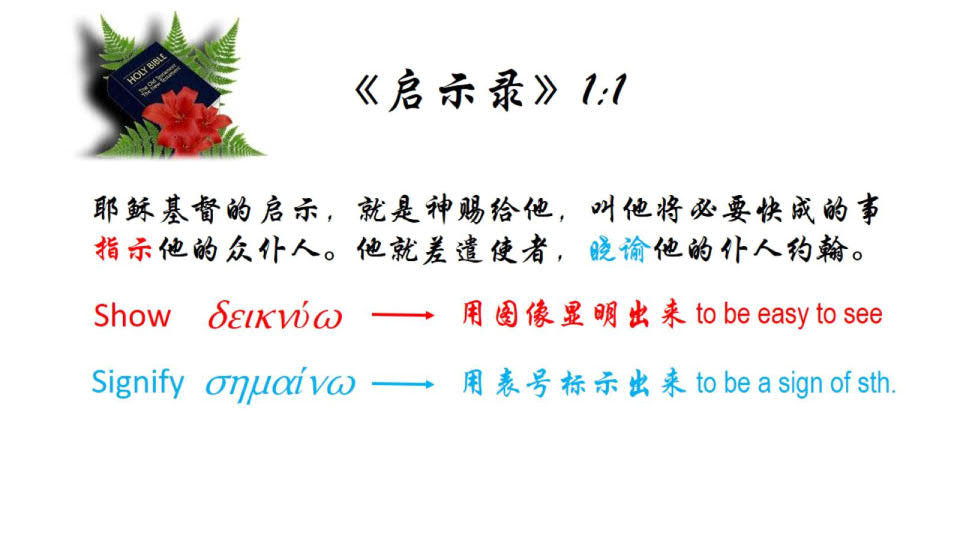 HOLY BIBLE
The Old Testament
The New Testament
《启示录》1:1
耶稣基督的启示，就是神赐给他，叫他将必要快成的事
指示他的众仆人。他就差遣使者，晓谕他的仆人约翰。
Show δεικνύω 用图像显明出来 to be easy to see
Signify σημαίνω 用表号标示出来 to be a sign of sth.